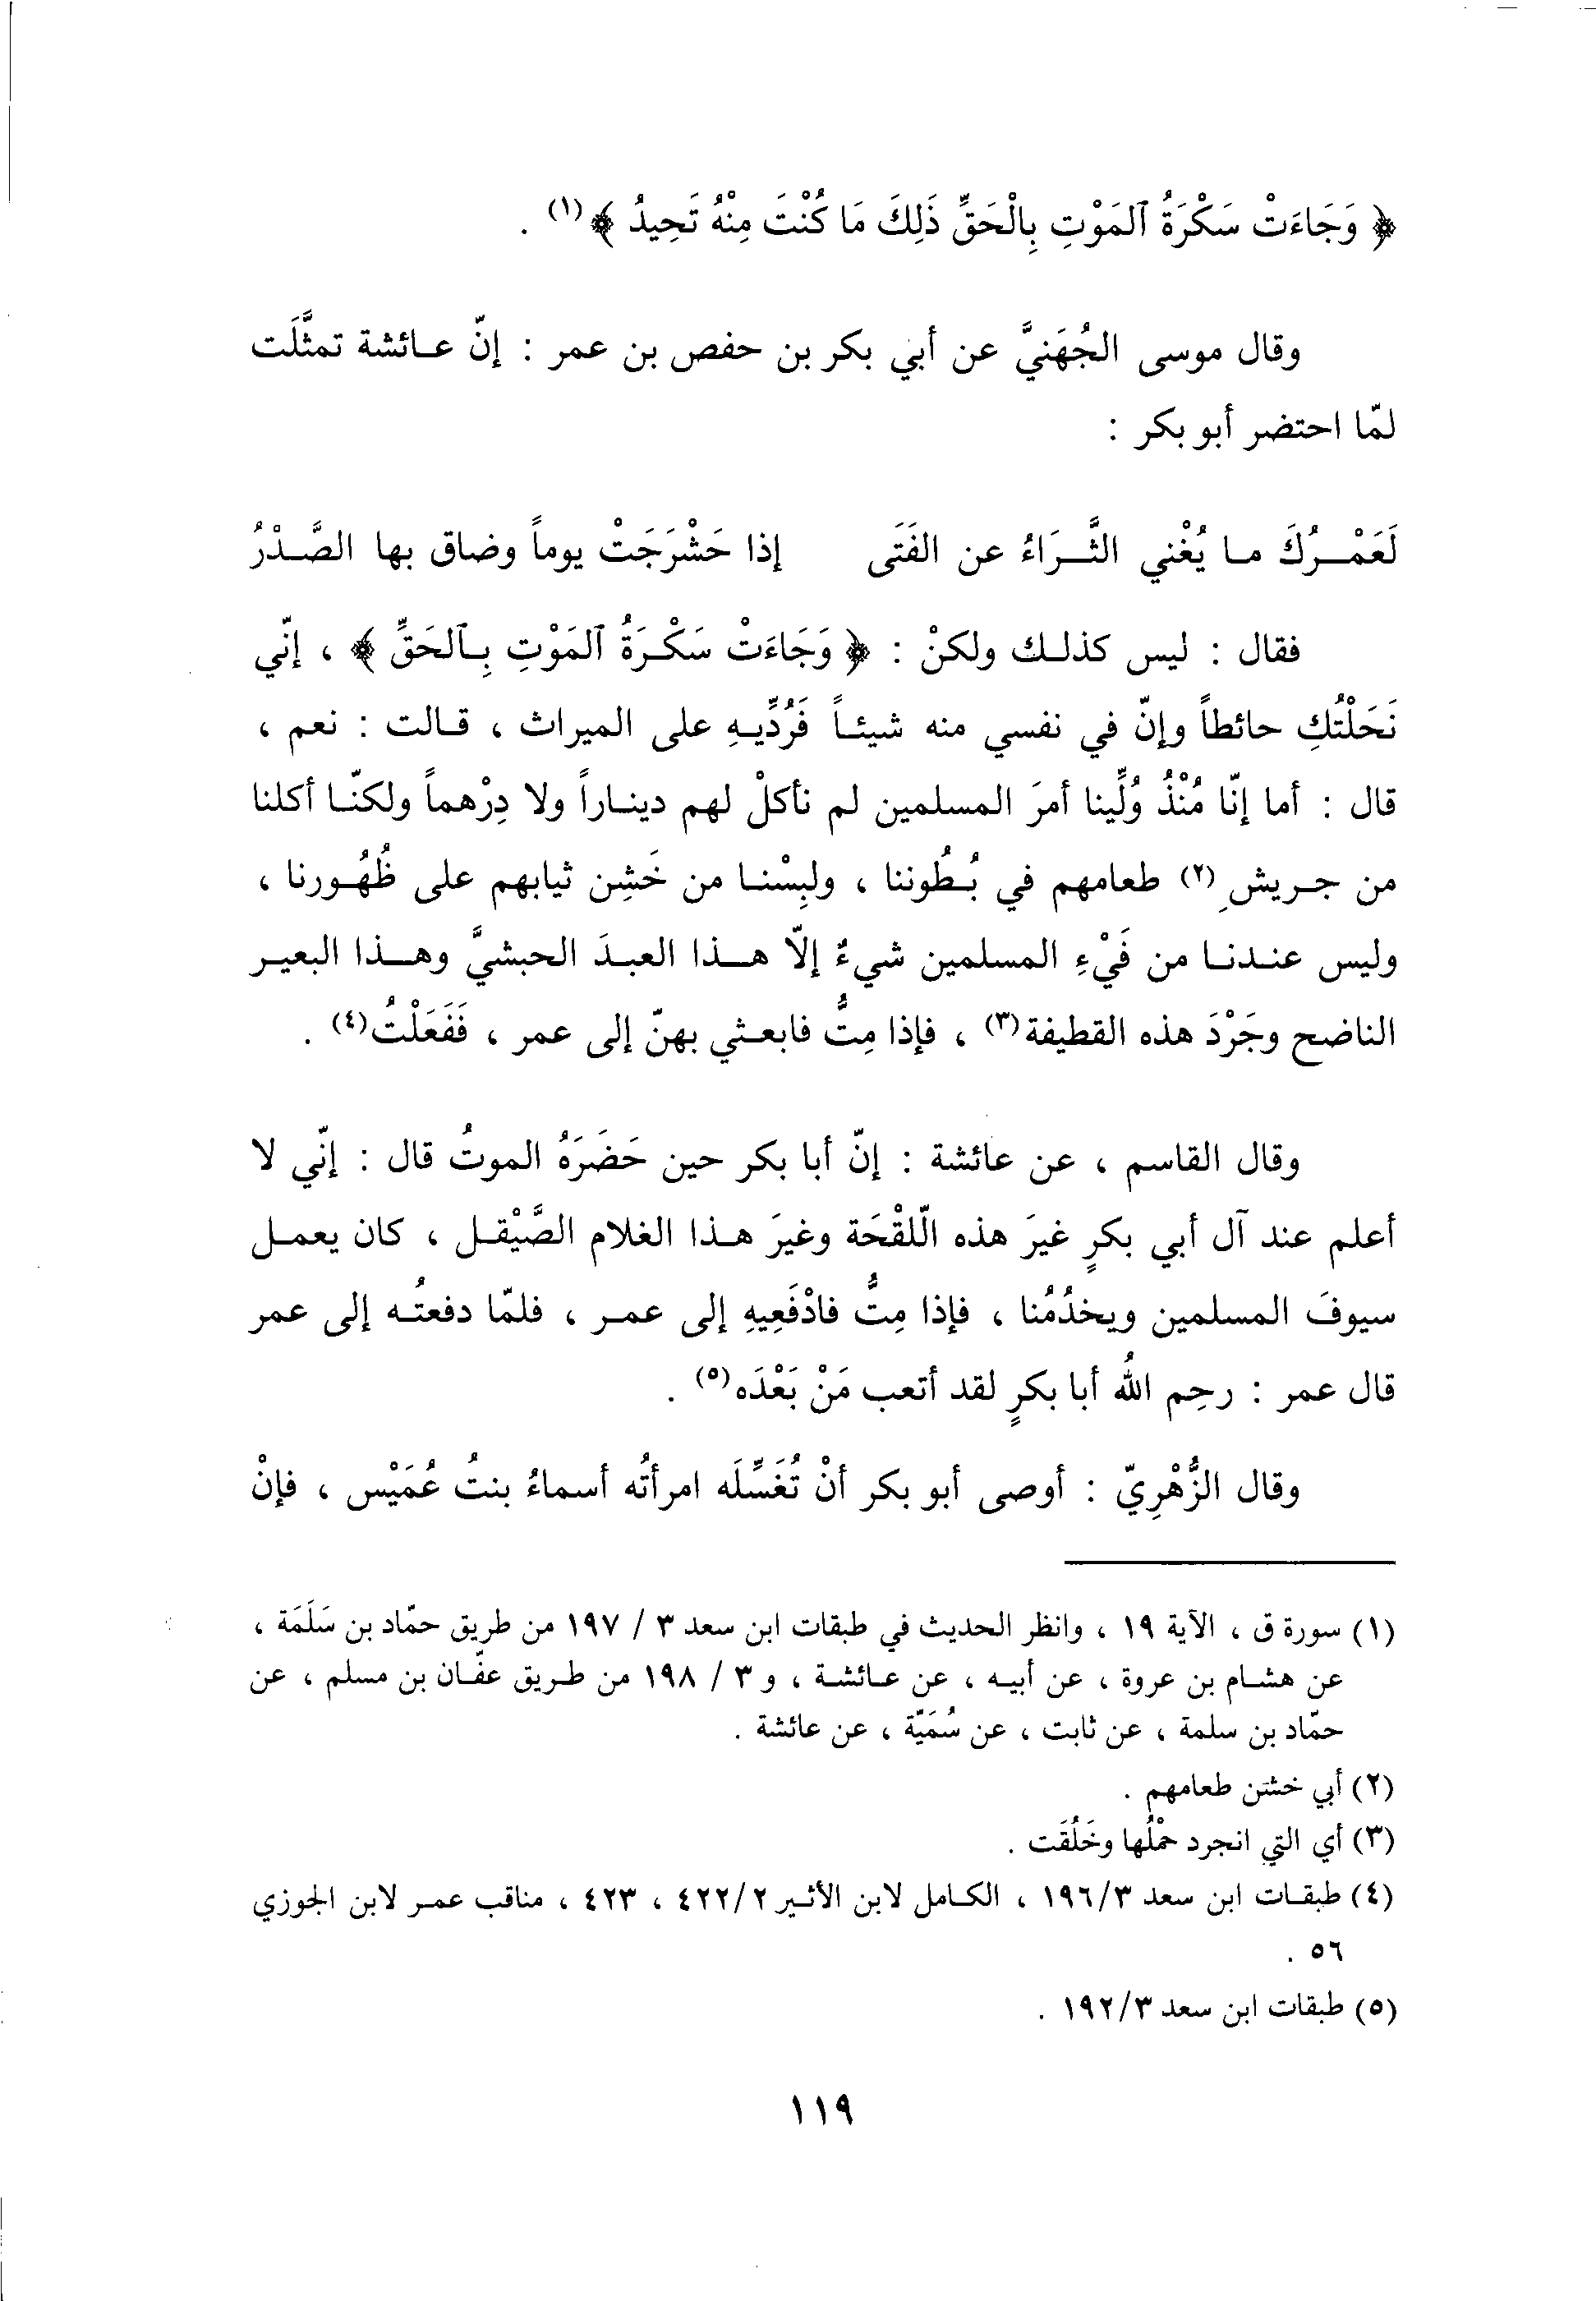 ﴿ وَجَاءَتْ سَكْرَةُ ٱلمَوْتِ بِالْحَقِّ ذَلِكَ مَا كُنْتَ مِنْهُ تَحِيدُ ﴾(١) .
وقال موسى الجُهَنيَّ عن أبي بكر بن حفص بن عمر : إنّ عائشة تمثَّلَت
لمّا احتضر أبو بكر :
لَعَمْرُكَ ما يُغْني الثَّرَاءُ عن الفَتَى إذا حَشْرَجَتْ يوماً وضاق بها الصَّدْرُ
فقال : ليس كذلك ولكنْ : ﴿ وَجَاءَتْ سَكْرَةُ ٱلمَوْتِ بِٱلحَقِّ ﴾ ، إنّي
نَحَلْتُكِ حائطاً وإنّ في نفسي منه شيئاً فَرُدِّيهِ على الميراث ، قالت : نعم ،
قال : أما إنّا مُنْذُ وُلِّينا أمرَ المسلمين لم نأكلْ لهم ديناراً ولا دِرْهماً ولكنّا أكلنا
من جريشِ(٢) طعامهم في بُطُوننا ، ولبِسْنا من خَشِن ثيابهم على ظُهُورنا ،
وليس عندنا من فَيْءِ المسلمين شيءٌ إلاّ هذا العبدَ الحبشيَّ وهذا البعير
الناضح وجَرْدَ هذه القطيفة(٣) ، فإذا مِتُّ فابعثي بهنّ إلى عمر ، فَفَعَلْتُ(٤) .
وقال القاسم ، عن عائشة : إنّ أبا بكر حين حَضَرَهُ الموتُ قال : إنّي لا
أعلم عند آل أبي بكرٍ غيرَ هذه الّلقْحَة وغيرَ هذا الغلام الصَّيْقل ، كان يعمل
سيوفَ المسلمين ويخدُمُنا ، فإذا مِتُّ فادْفَعِيهِ إلى عمر ، فلمّا دفعتُه إلى عمر
قال عمر : رحِم اللهُ أبا بكرٍ لقد أتعب مَنْ بَعْدَه(٥) .
وقال الزُّهْرِيّ : أوصى أبو بكر أنْ تُغَسِّلَه امرأتُه أسماءُ بنتُ عُمَيْس ، فإنْ
(١) سورة ق ، الآية ١٩ ، وانظر الحديث في طبقات ابن سعد ٣ / ١٩٧ من طريق حمّاد بن سَلَمَة ،
عن هشام بن عروة ، عن أبيه ، عن عائشة ، و ٣ / ١٩٨ من طريق عفّان بن مسلم ، عن
حمّاد بن سلمة ، عن ثابت ، عن سُمَيَّة ، عن عائشة .
(٢) أبي خشن طعامهم .
(٣) أي التي انجرد حمْلُها وخَلُقَت .
(٤) طبقات ابن سعد ١٩٦/٣ ، الكامل لابن الأثير ٤٢٢/٢ ، ٤٢٣ ، مناقب عمر لابن الجوزي
٥٦ .
(٥) طبقات ابن سعد ١٩٢/٣ .
١١٩